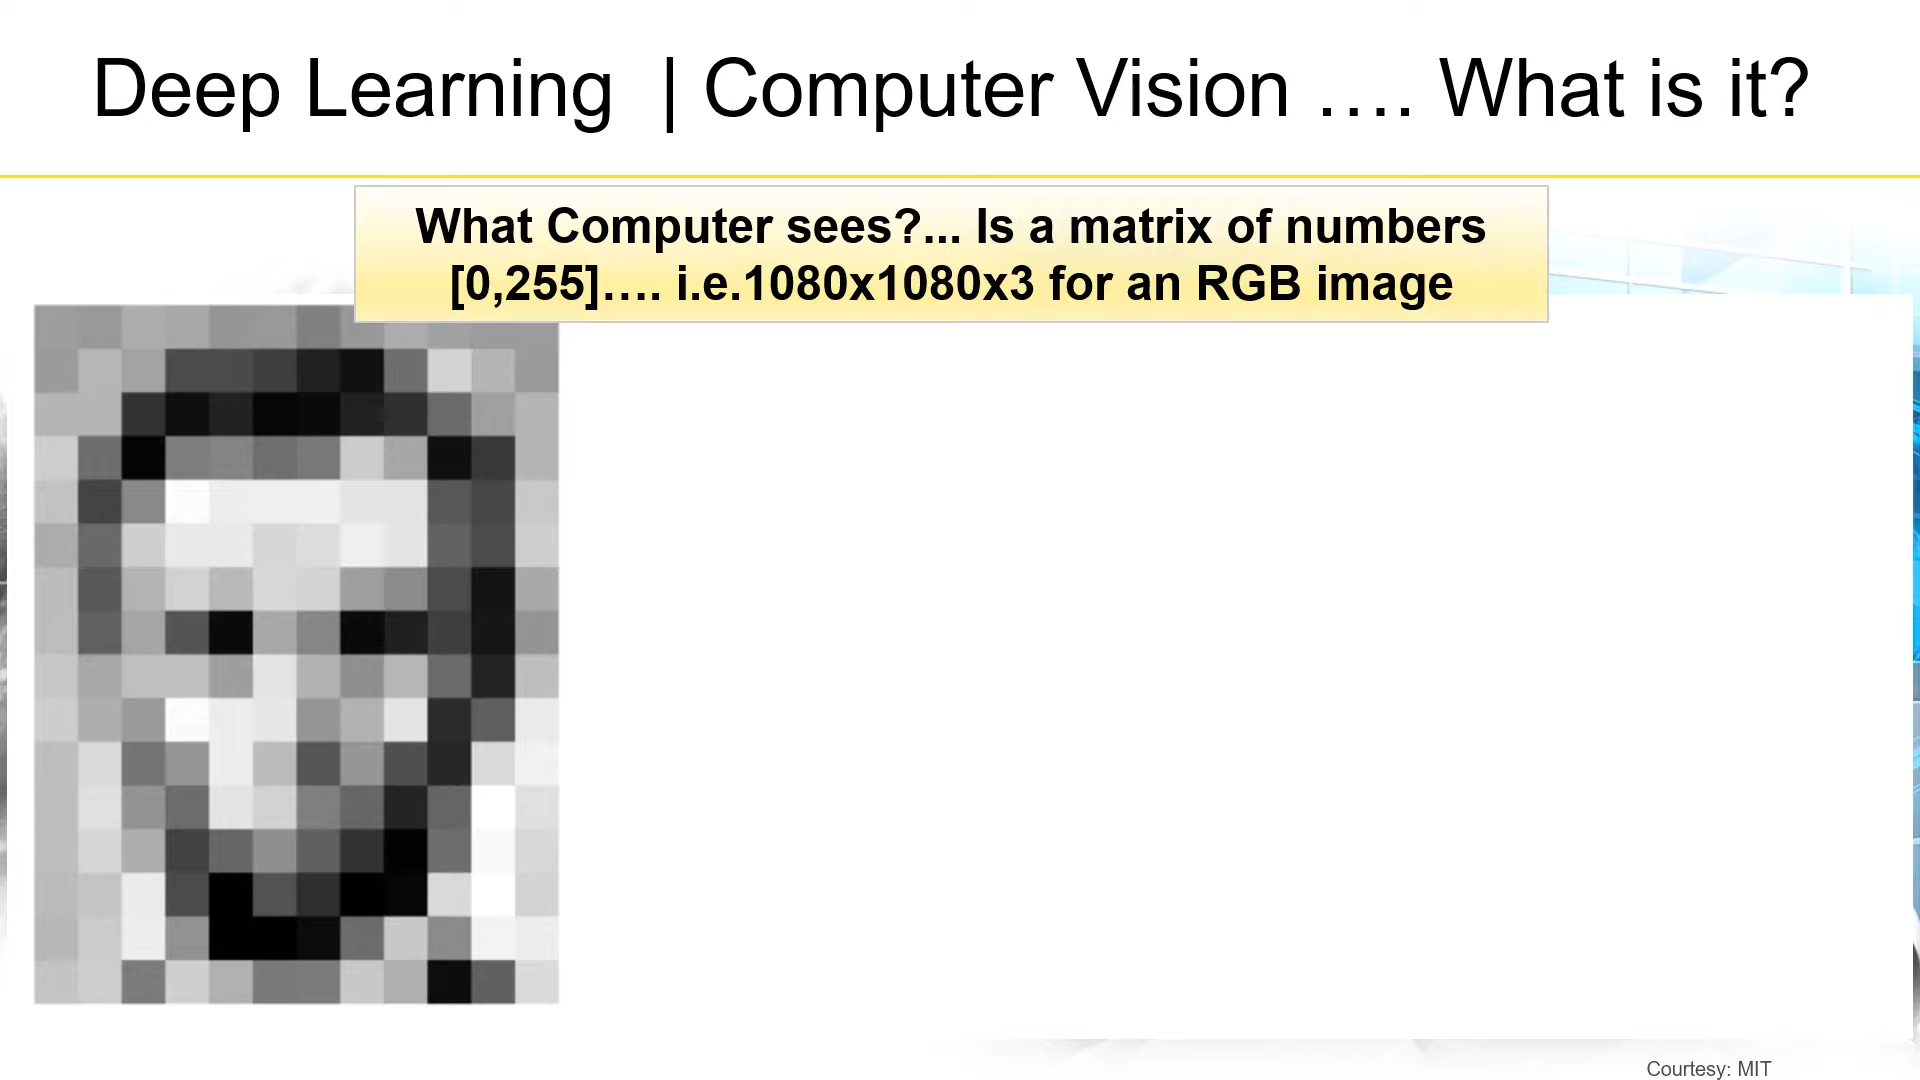 Deep Learning | Computer Vision .... What is it?
What Computer sees?... Is a matrix of numbers
[0,255].... i.e.1080x1080x3 for an RGB image
Courtesy: MIT